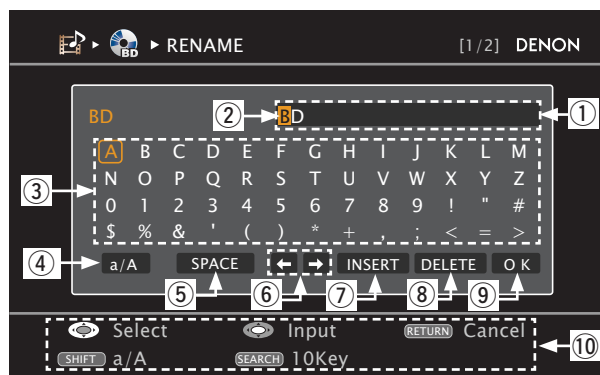 BD ▸ RENAME [1/2] DENON
BD ② BD ①
③
A B C D E F G H I J K L M
N O P Q R S T U V W X Y Z
0 1 2 3 4 5 6 7 8 9 ! " #
$ % & ' ( ) * + , ; < = >
④ a/A SPACE ← → INSERT DELETE O K
⑤ ⑥ ⑦ ⑧ ⑨
Select Input RETURN Cancel ⑩
SHIFT a/A SEARCH 10Key